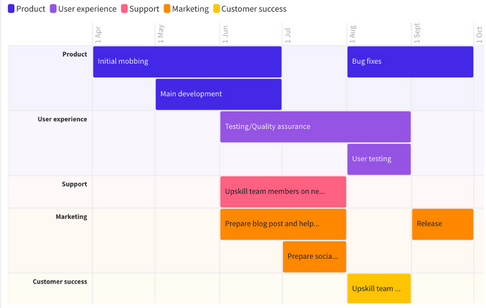 Product User experience Support Marketing Customer success
1 Apr 1 May 1 Jun 1 Jul 1 Aug 1 Sept 1 Oct
Product
Initial mobbing
Bug fixes
Main development
User experience
Testing/Quality assurance
User testing
Support
Upskill team members on ne...
Marketing
Prepare blog post and help...
Release
Prepare socia...
Customer success
Upskill team ...